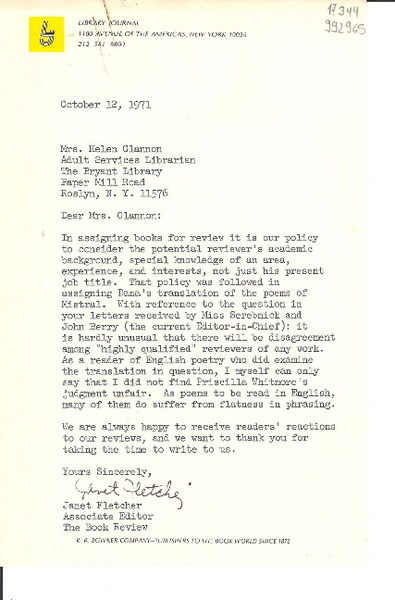 LIBRARY JOURNAL
1180 AVENUE OF THE AMERICAS, NEW YORK 10036
212 581-8800
17344
992965
October 12, 1971
Mrs. Helen Glannon
Adult Services Librarian
The Bryant Library
Paper Mill Road
Roslyn, N. Y. 11576
Dear Mrs. Glannon:
In assigning books for review it is our policy
to consider the potential reviewer's academic
background, special knowledge of an area,
experience, and interests, not just his present
job title. That policy was followed in
assigning Dana's translation of the poems of
Mistral. With reference to the question in
your letters received by Miss Serebnick and
John Berry (the current Editor-in-Chief): it
is hardly unusual that there will be disagreement
among "highly qualified" reviewers of any work.
As a reader of English poetry who did examine
the translation in question, I myself can only
say that I did not find Priscilla Whitmore's
judgment unfair. As poems to be read in English,
many of them do suffer from flatness in phrasing.
We are always happy to receive readers' reactions
to our reviews, and we want to thank you for
taking the time to write to us.
Yours Sincerely,
Janet Fletcher
Janet Fletcher
Associate Editor
The Book Review
R. R. BOWKER COMPANY—PUBLISHERS TO THE BOOK WORLD SINCE 1872